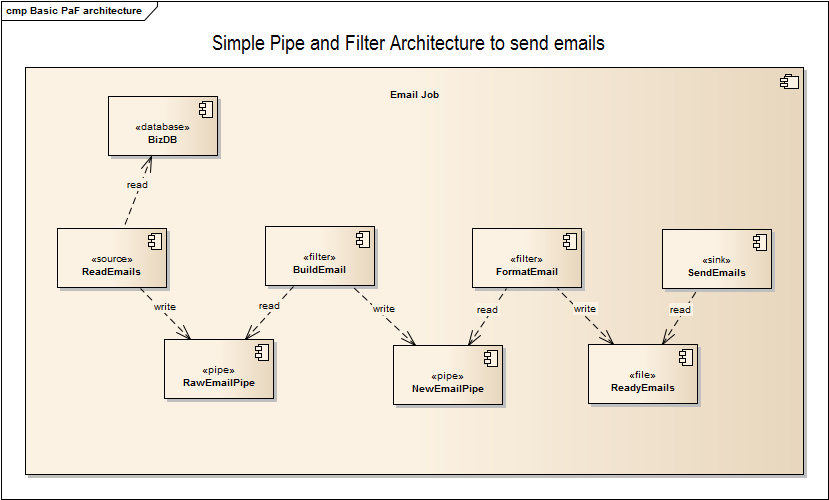 cmp Basic PaF architecture
Simple Pipe and Filter Architecture to send emails
Email Job
«database»
BizDB
read
«source»
ReadEmails
«filter»
BuildEmail
«filter»
FormatEmail
«sink»
SendEmails
write
read
write
read
write
read
«pipe»
RawEmailPipe
«pipe»
NewEmailPipe
«file»
ReadyEmails